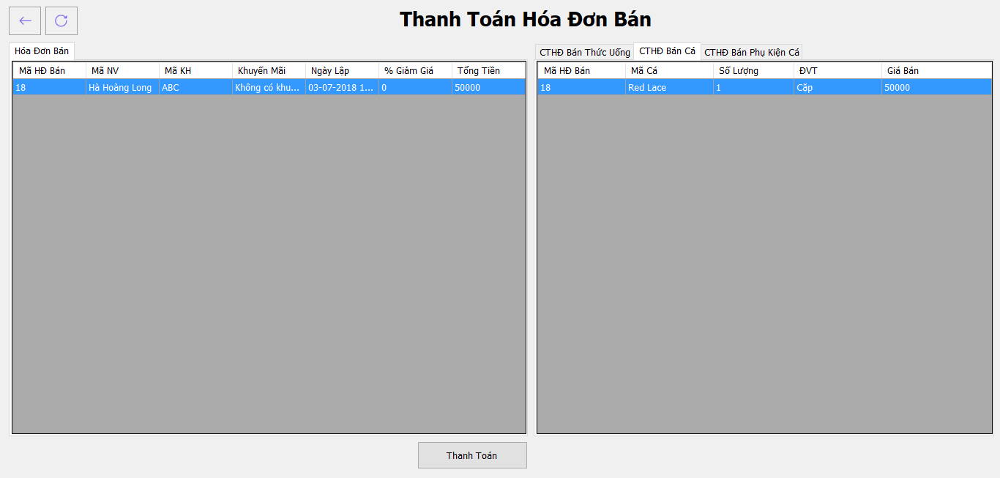 Thanh Toán Hóa Đơn Bán
Hóa Đơn Bán
Mã HĐ Bán Mã NV Mã KH Khuyến Mãi Ngày Lập % Giảm Giá Tổng Tiền
18 Hà Hoàng Long ABC Không có khu... 03-07-2018 1... 0 50000
CTHĐ Bán Thức Uống CTHĐ Bán Cá CTHĐ Bán Phụ Kiện Cá
Mã HĐ Bán Mã Cá Số Lượng ĐVT Giá Bán
18 Red Lace 1 Cặp 50000
Thanh Toán